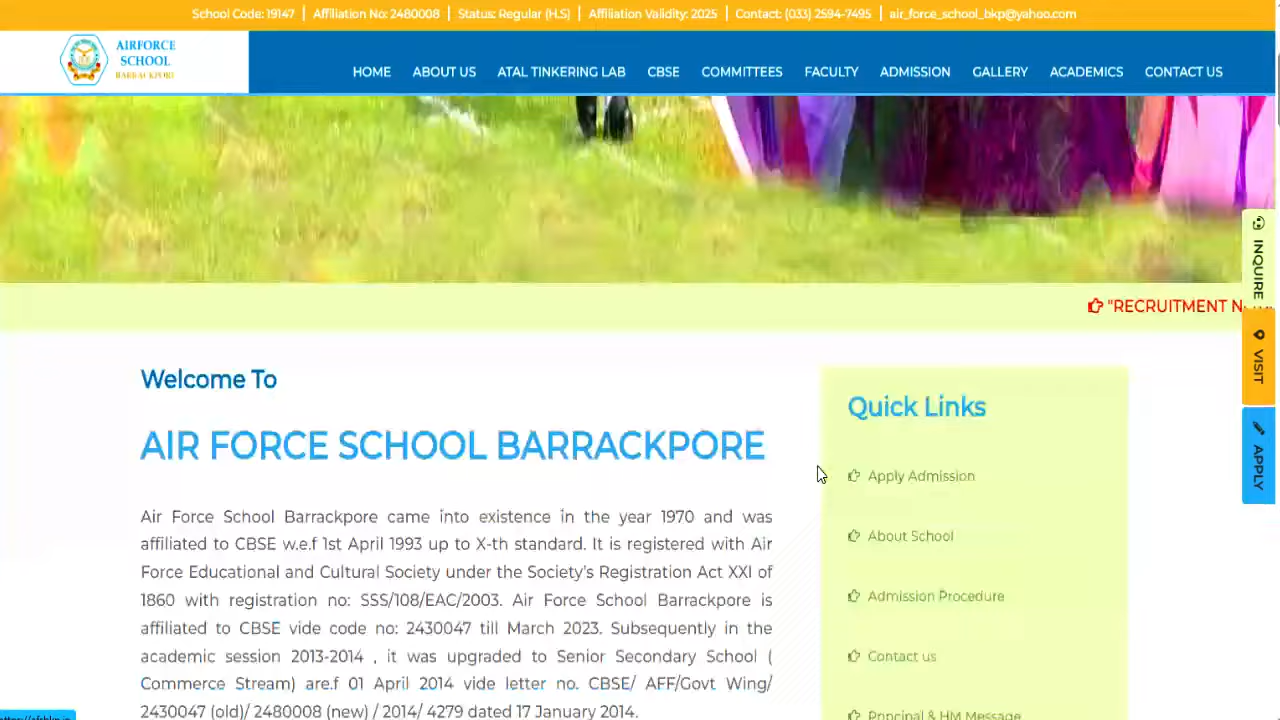 School Code: 19147 | Affiliation No: 2480008 | Status: Regular (H.S) | Affiliation Validity: 2025 | Contact: (033) 2594-7495 | air_force_school_bkp@yahoo.com
AIRFORCE
SCHOOL
BARRACKPORE
HOME ABOUT US ATAL TINKERING LAB CBSE COMMITTEES FACULTY ADMISSION GALLERY ACADEMICS CONTACT US
INQUIRE
"RECRUITMENT
VISIT
APPLY
Welcome To
AIR FORCE SCHOOL BARRACKPORE
Air Force School Barrackpore came into existence in the year 1970 and was
affiliated to CBSE w.e.f 1st April 1993 up to X-th standard. It is registered with Air
Force Educational and Cultural Society under the Society's Registration Act XXI of
1860 with registration no: SSS/108/EAC/2003. Air Force School Barrackpore is
affiliated to CBSE vide code no: 2430047 till March 2023. Subsequently in the
academic session 2013-2014 , it was upgraded to Senior Secondary School (
Commerce Stream) are.f 01 April 2014 vide letter no. CBSE/ AFF/Govt Wing/
2430047 (old)/ 2480008 (new) / 2014/ 4279 dated 17 January 2014.
Quick Links
Apply Admission
About School
Admission Procedure
Contact us
Principal & HM Message